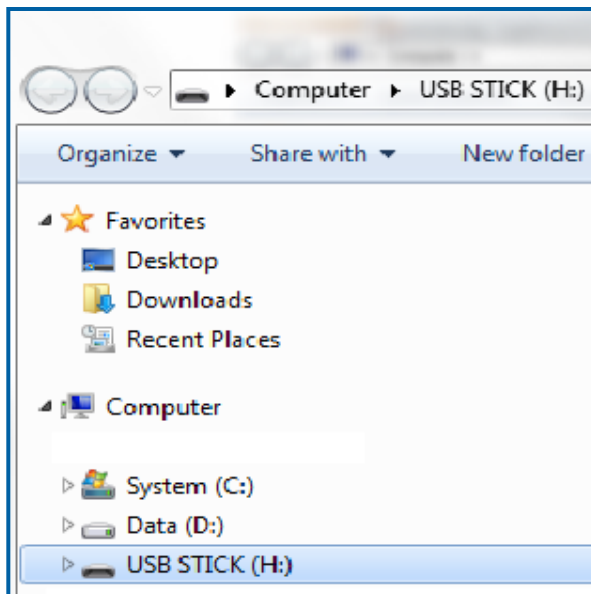 Computer USB STICK (H:)
Organize Share with New folder
Favorites
Desktop
Downloads
Recent Places
Computer
System (C:)
Data (D:)
USB STICK (H:)